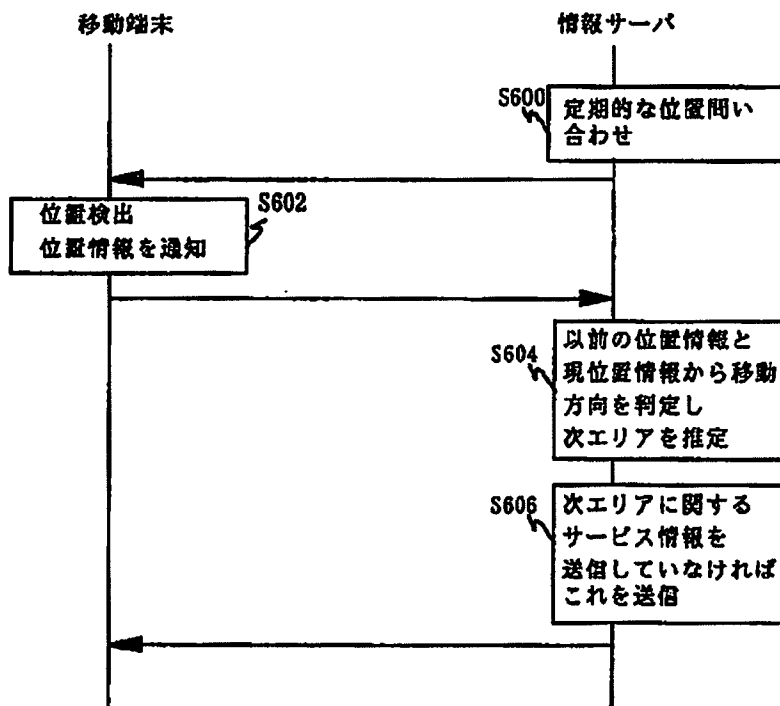 移動端末
情報サーバ
S600
定期的な位置問い
合わせ
S602
位置検出
位置情報を通知
S604
以前の位置情報と
現位置情報から移動
方向を判定し
次エリアを推定
S606
次エリアに関する
サービス情報を
送信していなければ
これを送信